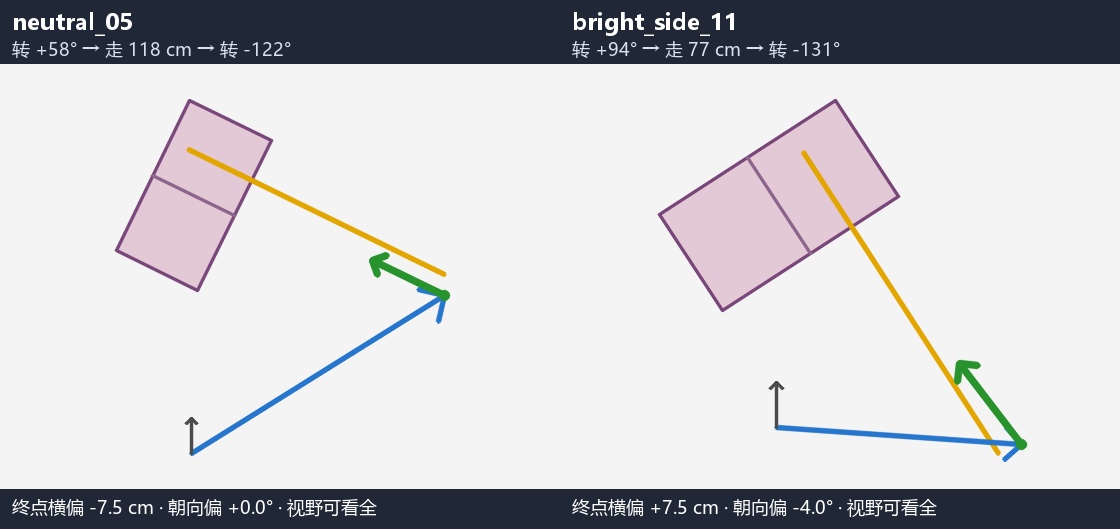 neutral_05
转 +58° → 走 118 cm → 转 -122°
终点横偏 -7.5 cm · 朝向偏 +0.0° · 视野可看全
bright_side_11
转 +94° → 走 77 cm → 转 -131°
终点横偏 +7.5 cm · 朝向偏 -4.0° · 视野可看全